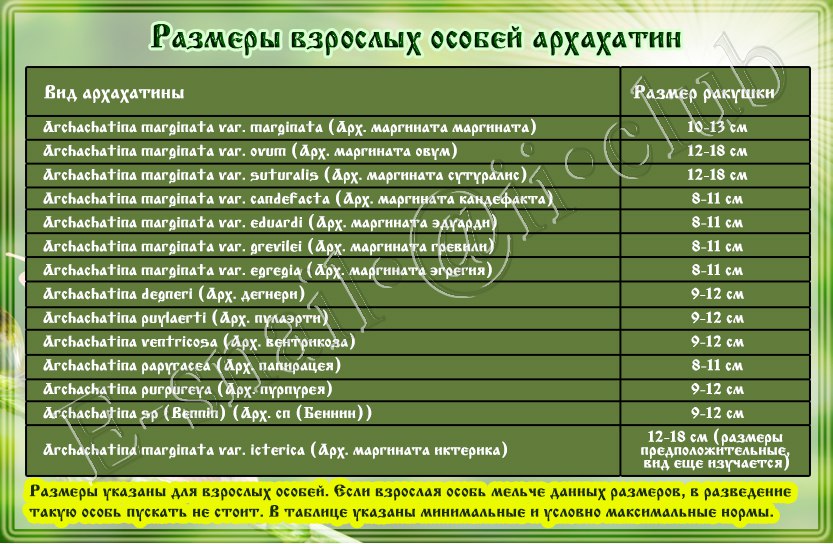 Размеры взрослых особей архахатин
Вид архахатины Размер ракушки
Archachatina marginata var. marginata (Арх. маргината маргината) 10-13 см
Archachatina marginata var. ovum (Арх. маргината овум) 12-18 см
Archachatina marginata var. suturalis (Арх. маргината сутуралис) 12-18 см
Archachatina marginata var. candefacta (Арх. маргината кандефакта) 8-11 см
Archachatina marginata var. eduardi (Арх. маргината эдуарди) 8-11 см
Archachatina marginata var. grevilei (Арх. маргината гревили) 8-11 см
Archachatina marginata var. egregia (Арх. маргината эгрегия) 8-11 см
Archachatina degneri (Арх. дегнери) 9-12 см
Archachatina puylaerti (Арх. пулаэрти) 9-12 см
Archachatina ventricosa (Арх. вентрикоза) 9-12 см
Archachatina papyracea (Арх. папирацея) 8-11 см
Archachatina purpureya (Арх. пурпурея) 9-12 см
Archachatina sp (Bennin) (Арх. сп (Беннин)) 9-12 см
Archachatina marginata var. icterica (Арх. маргината иктерика) 12-18 см (размеры
предположительные,
вид еще изучается)
Размеры указаны для взрослых особей. Если взрослая особь мельче данных размеров, в разведение
такую особь пускать не стоит. В таблице указаны минимальные и условно максимальные нормы.
E-snail-@ii-club